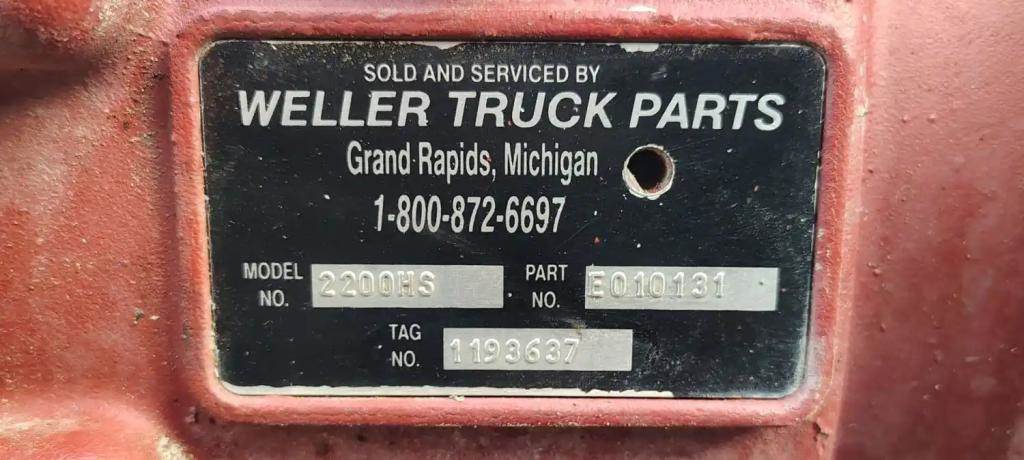 SOLD AND SERVICED BY
WELLER TRUCK PARTS
Grand Rapids, Michigan
1-800-872-6697
MODEL NO. 2200HS PART NO. E010131
TAG NO. 1193637